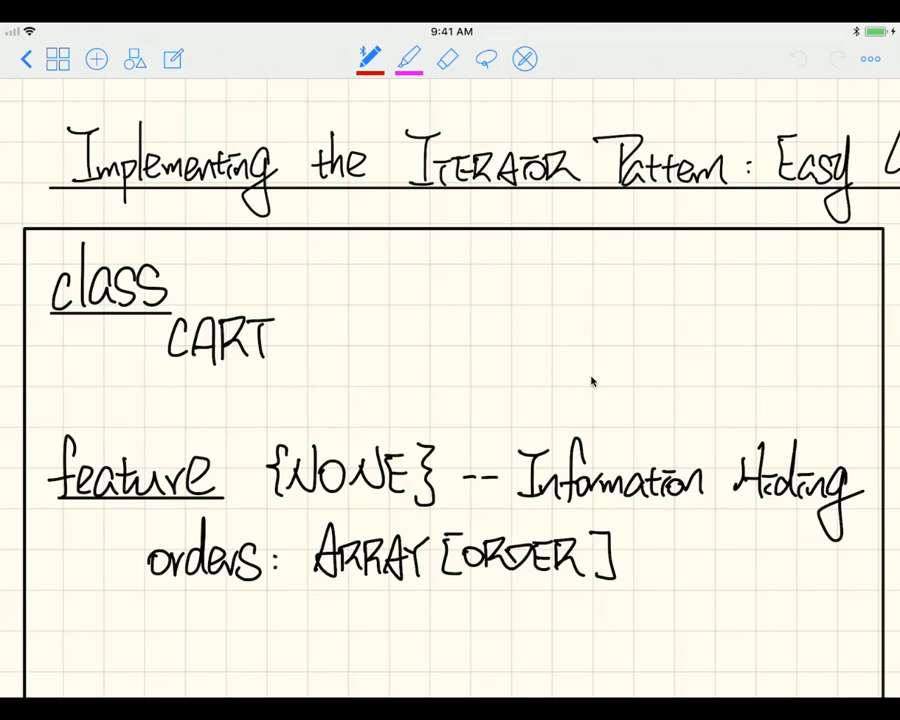 9:41 AM
Implementing the ITERATOR Pattern: Easy
class
CART
feature {NONE} -- Information Hiding
orders: ARRAY[ORDER]